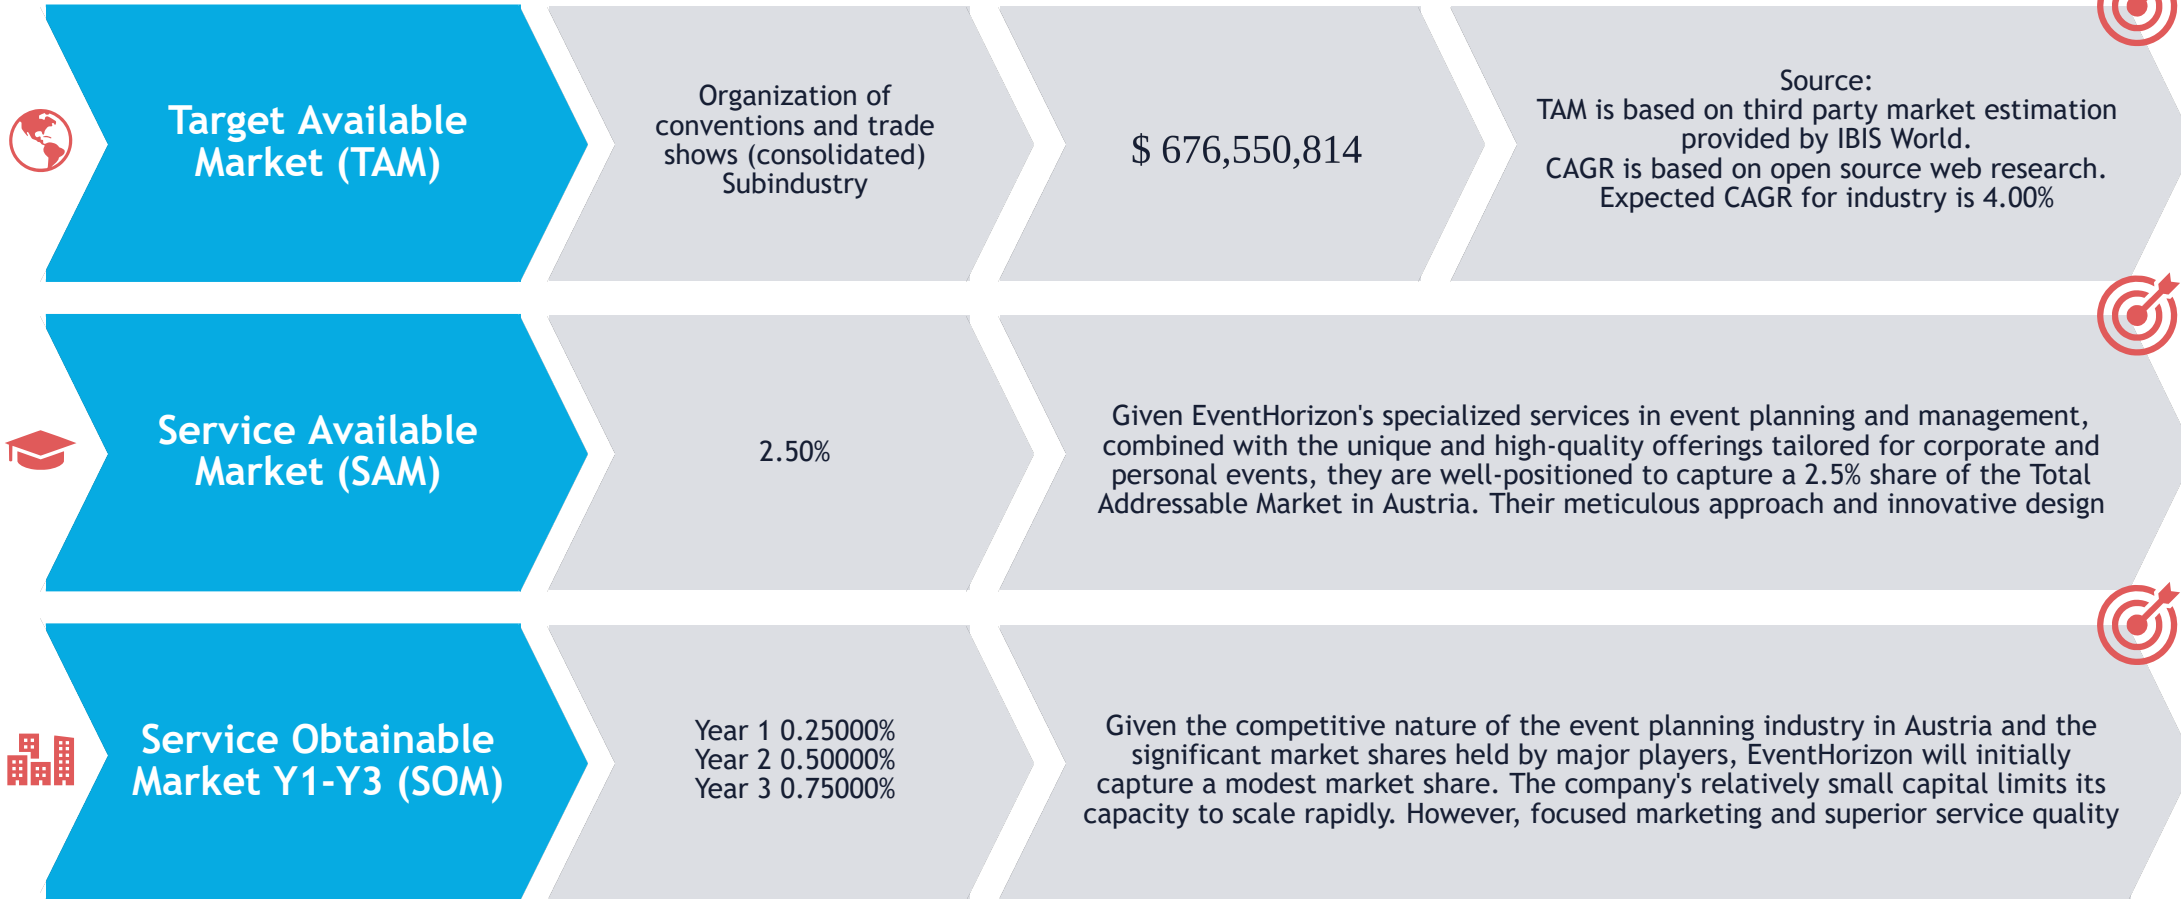 Target Available
Market (TAM)
Organization of
conventions and trade
shows (consolidated)
Subindustry
$ 676,550,814
Source:
TAM is based on third party market estimation
provided by IBIS World.
CAGR is based on open source web research.
Expected CAGR for industry is 4.00%
Service Available
Market (SAM)
2.50%
Given EventHorizon's specialized services in event planning and management,
combined with the unique and high-quality offerings tailored for corporate and
personal events, they are well-positioned to capture a 2.5% share of the Total
Addressable Market in Austria. Their meticulous approach and innovative design
Service Obtainable
Market Y1-Y3 (SOM)
Year 1 0.25000%
Year 2 0.50000%
Year 3 0.75000%
Given the competitive nature of the event planning industry in Austria and the
significant market shares held by major players, EventHorizon will initially
capture a modest market share. The company's relatively small capital limits its
capacity to scale rapidly. However, focused marketing and superior service quality